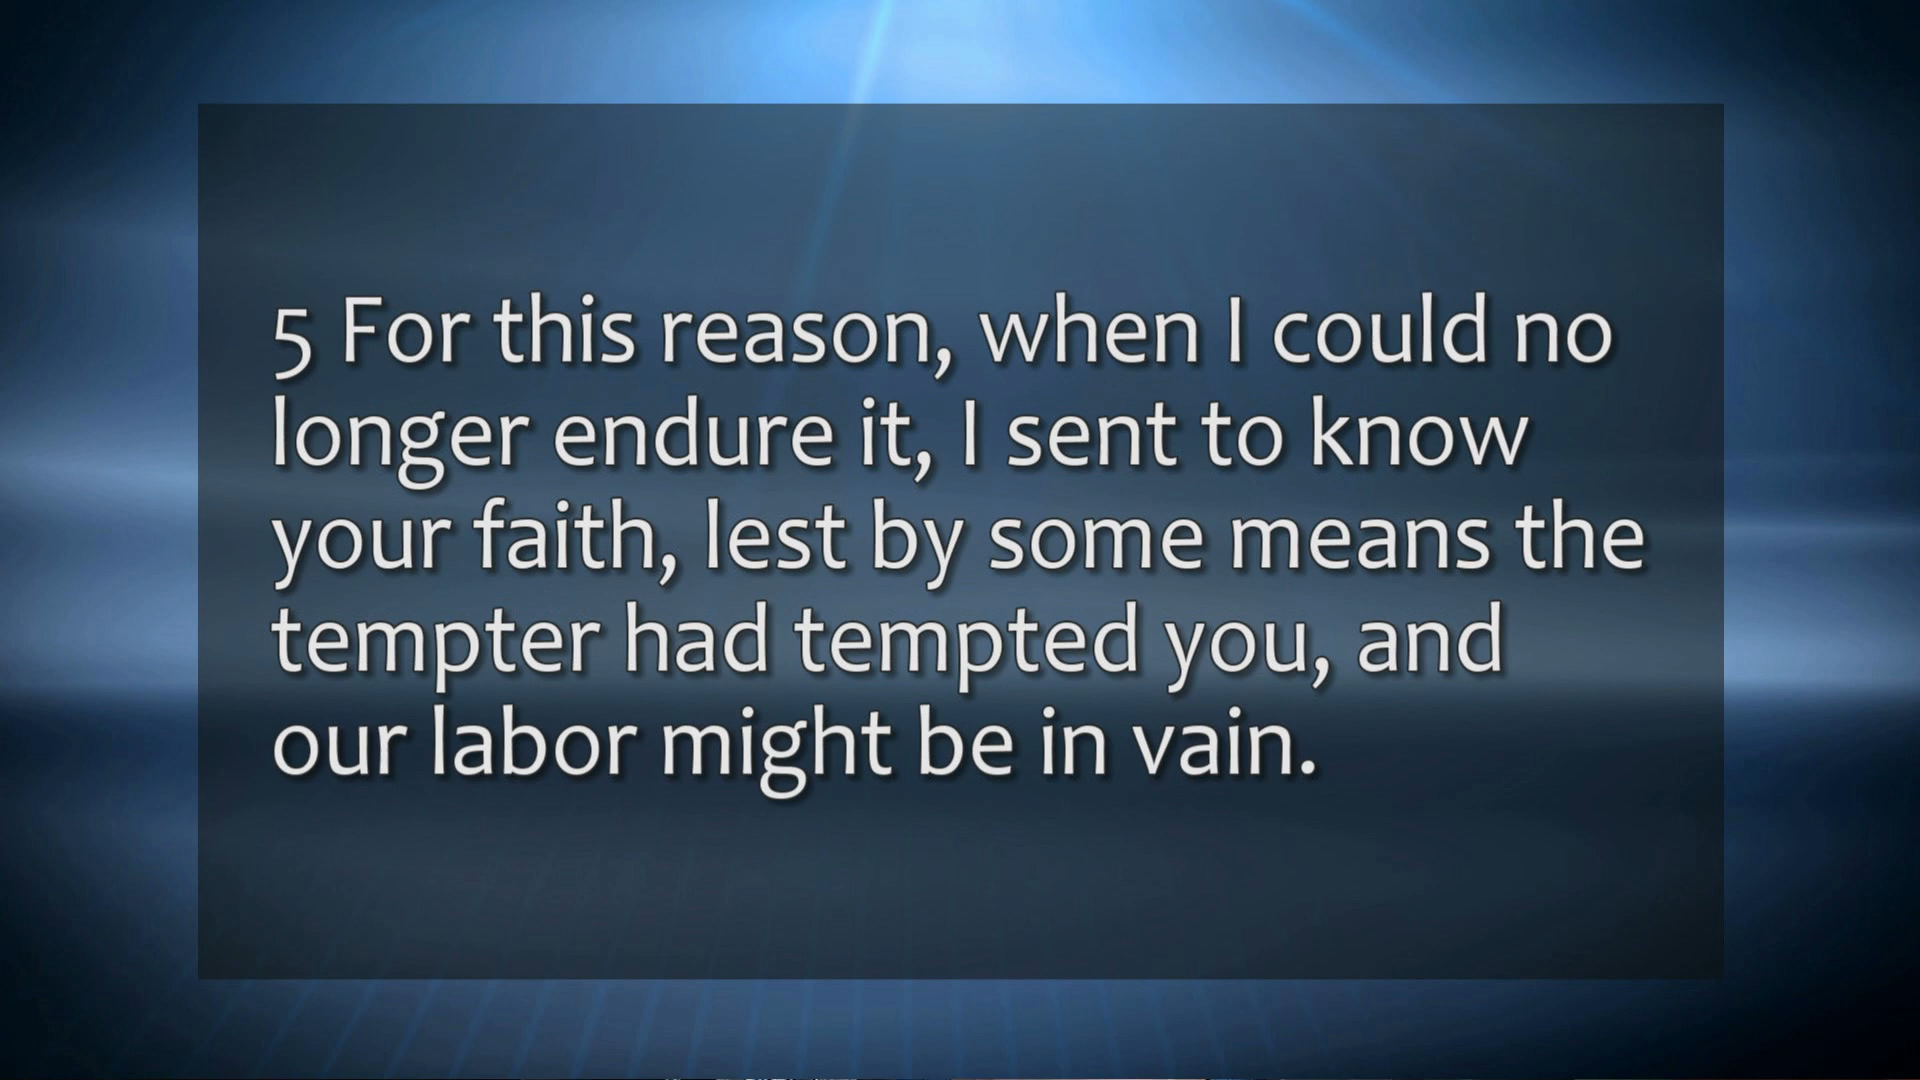 5 For this reason, when I could no
longer endure it, I sent to know
your faith, lest by some means the
tempter had tempted you, and
our labor might be in vain.